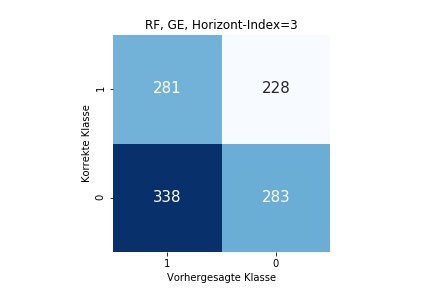 RF, GE, Horizont-Index=3
Korrekte Klasse
1
281
228
0
338
283
1
0
Vorhergesagte Klasse